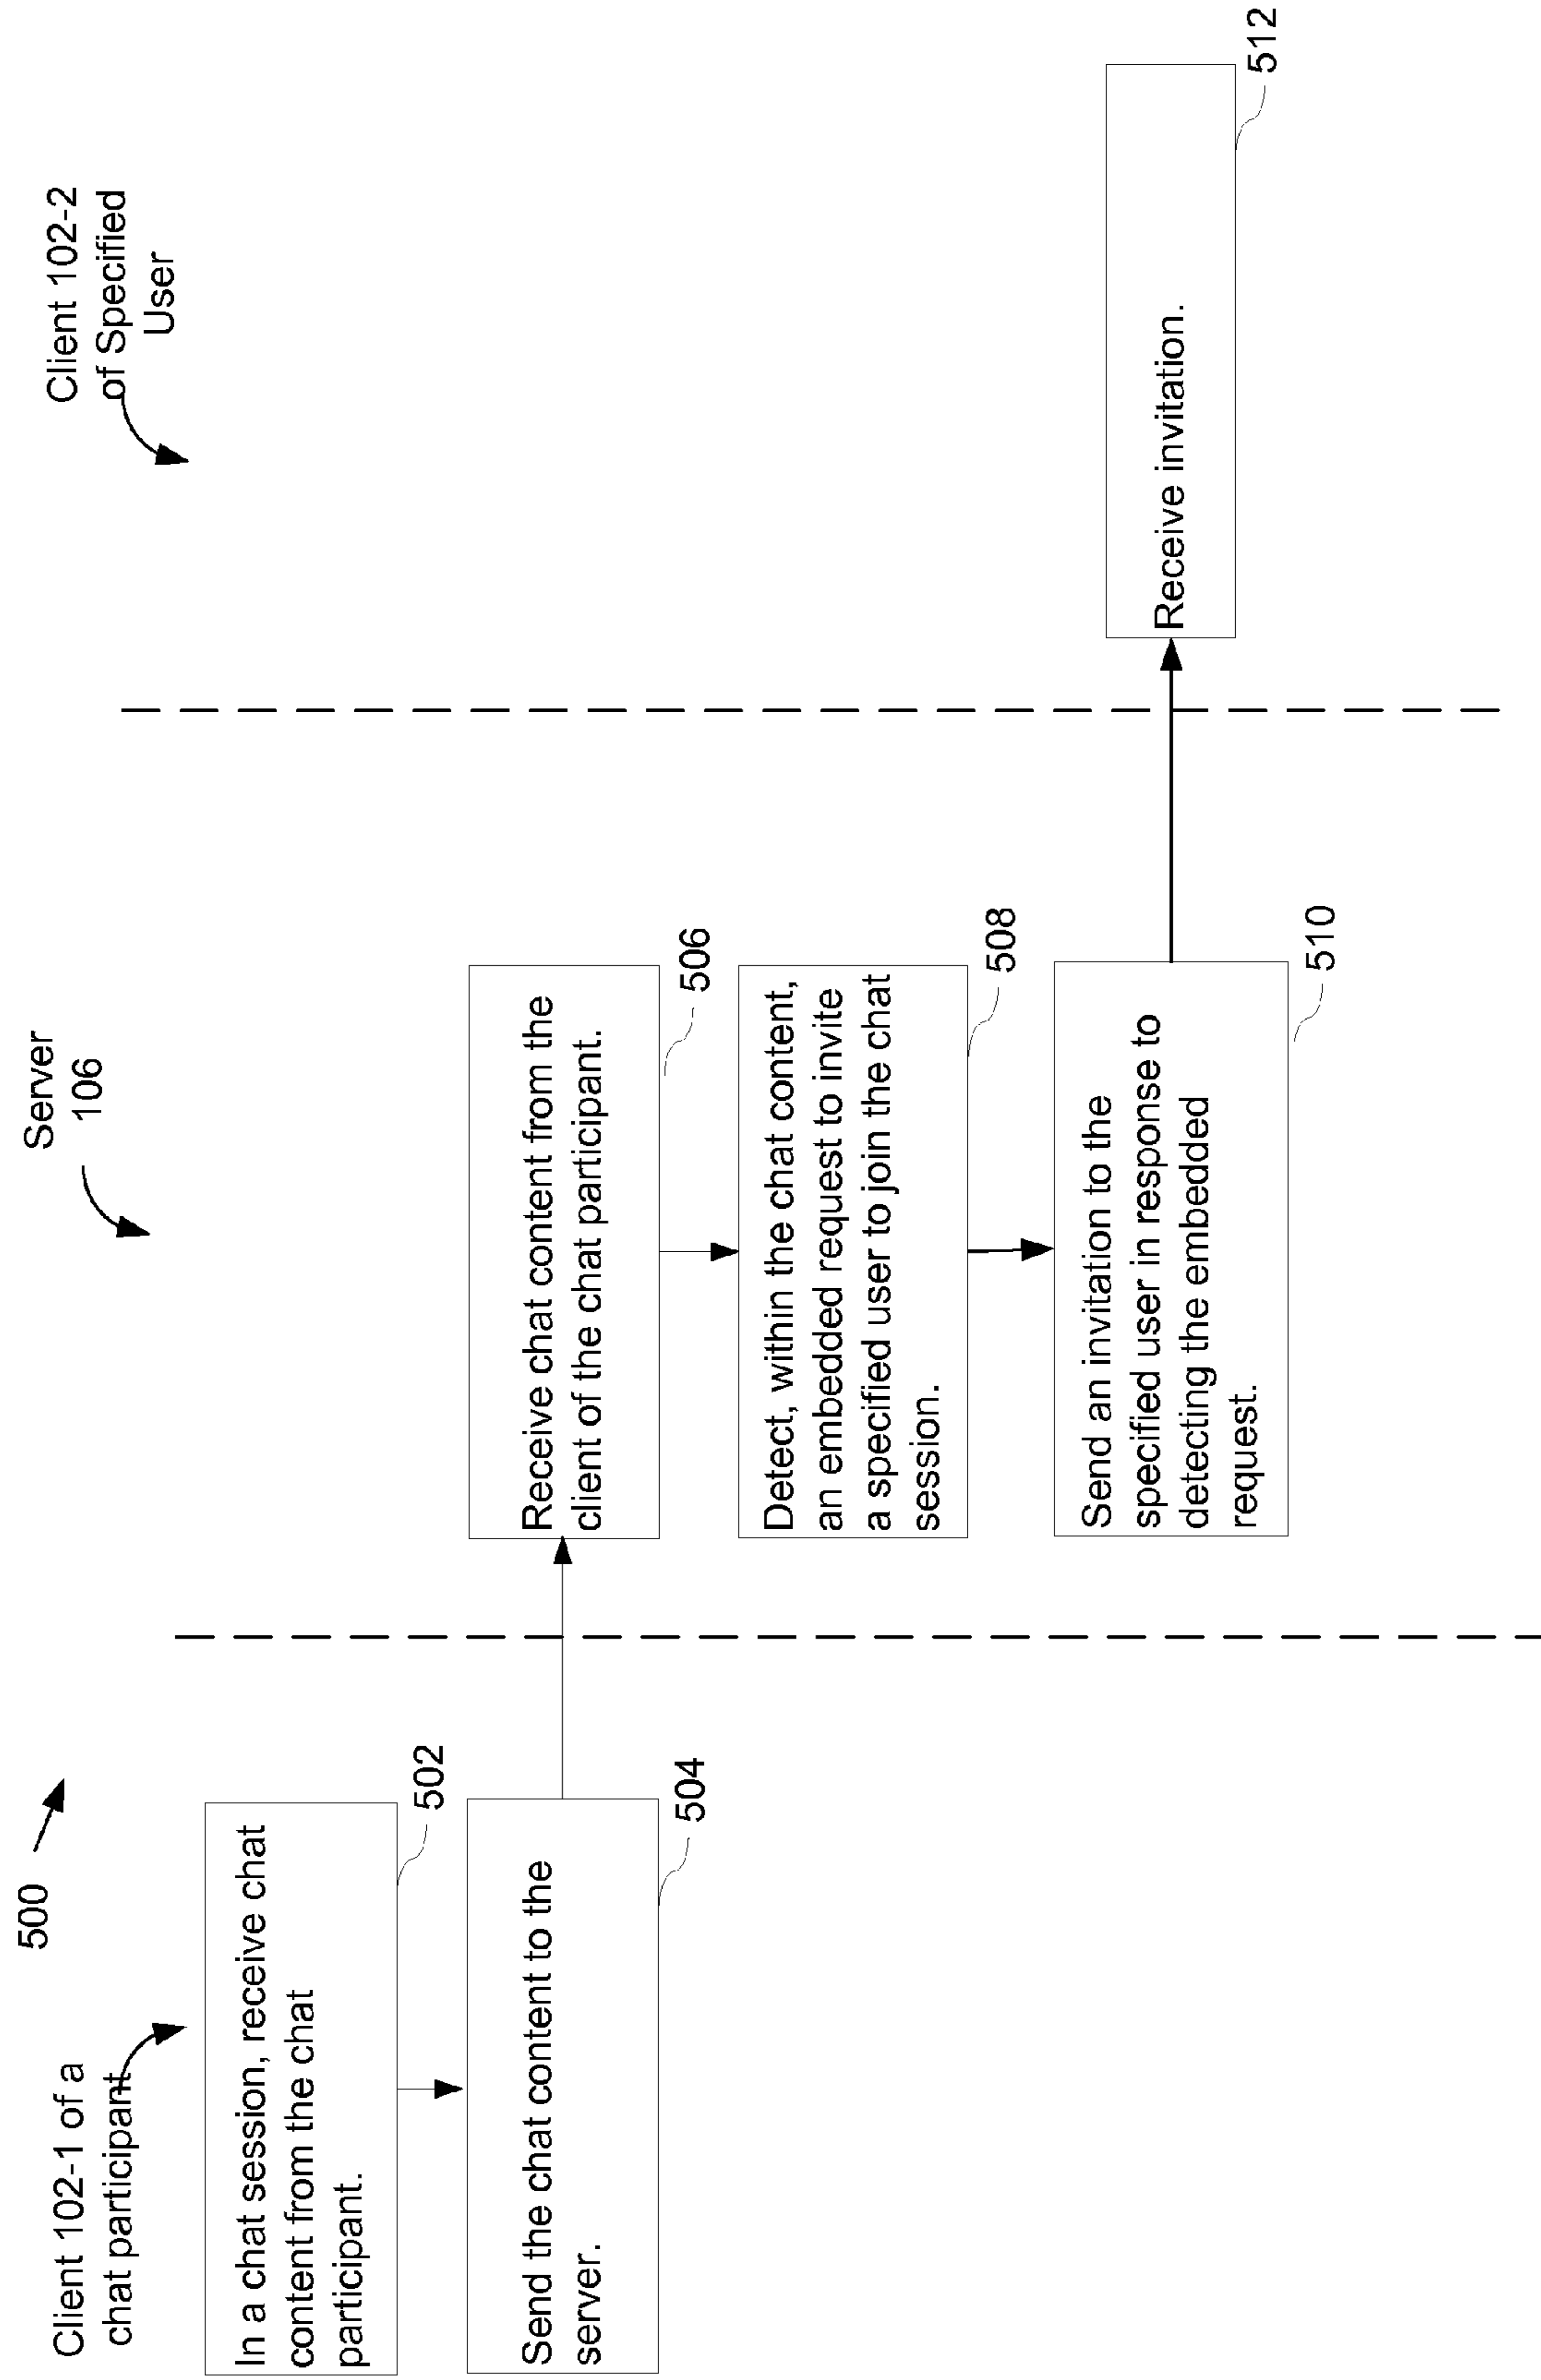 500
Client 102-1 of a
chat participant
Server
106
Client 102-2
of Specified
User
In a chat session, receive chat
content from the chat
participant.
502
Send the chat content to the
server.
504
Receive chat content from the
client of the chat participant.
506
Detect, within the chat content,
an embedded request to invite
a specified user to join the chat
session.
508
Send an invitation to the
specified user in response to
detecting the embedded
request.
510
Receive invitation.
512